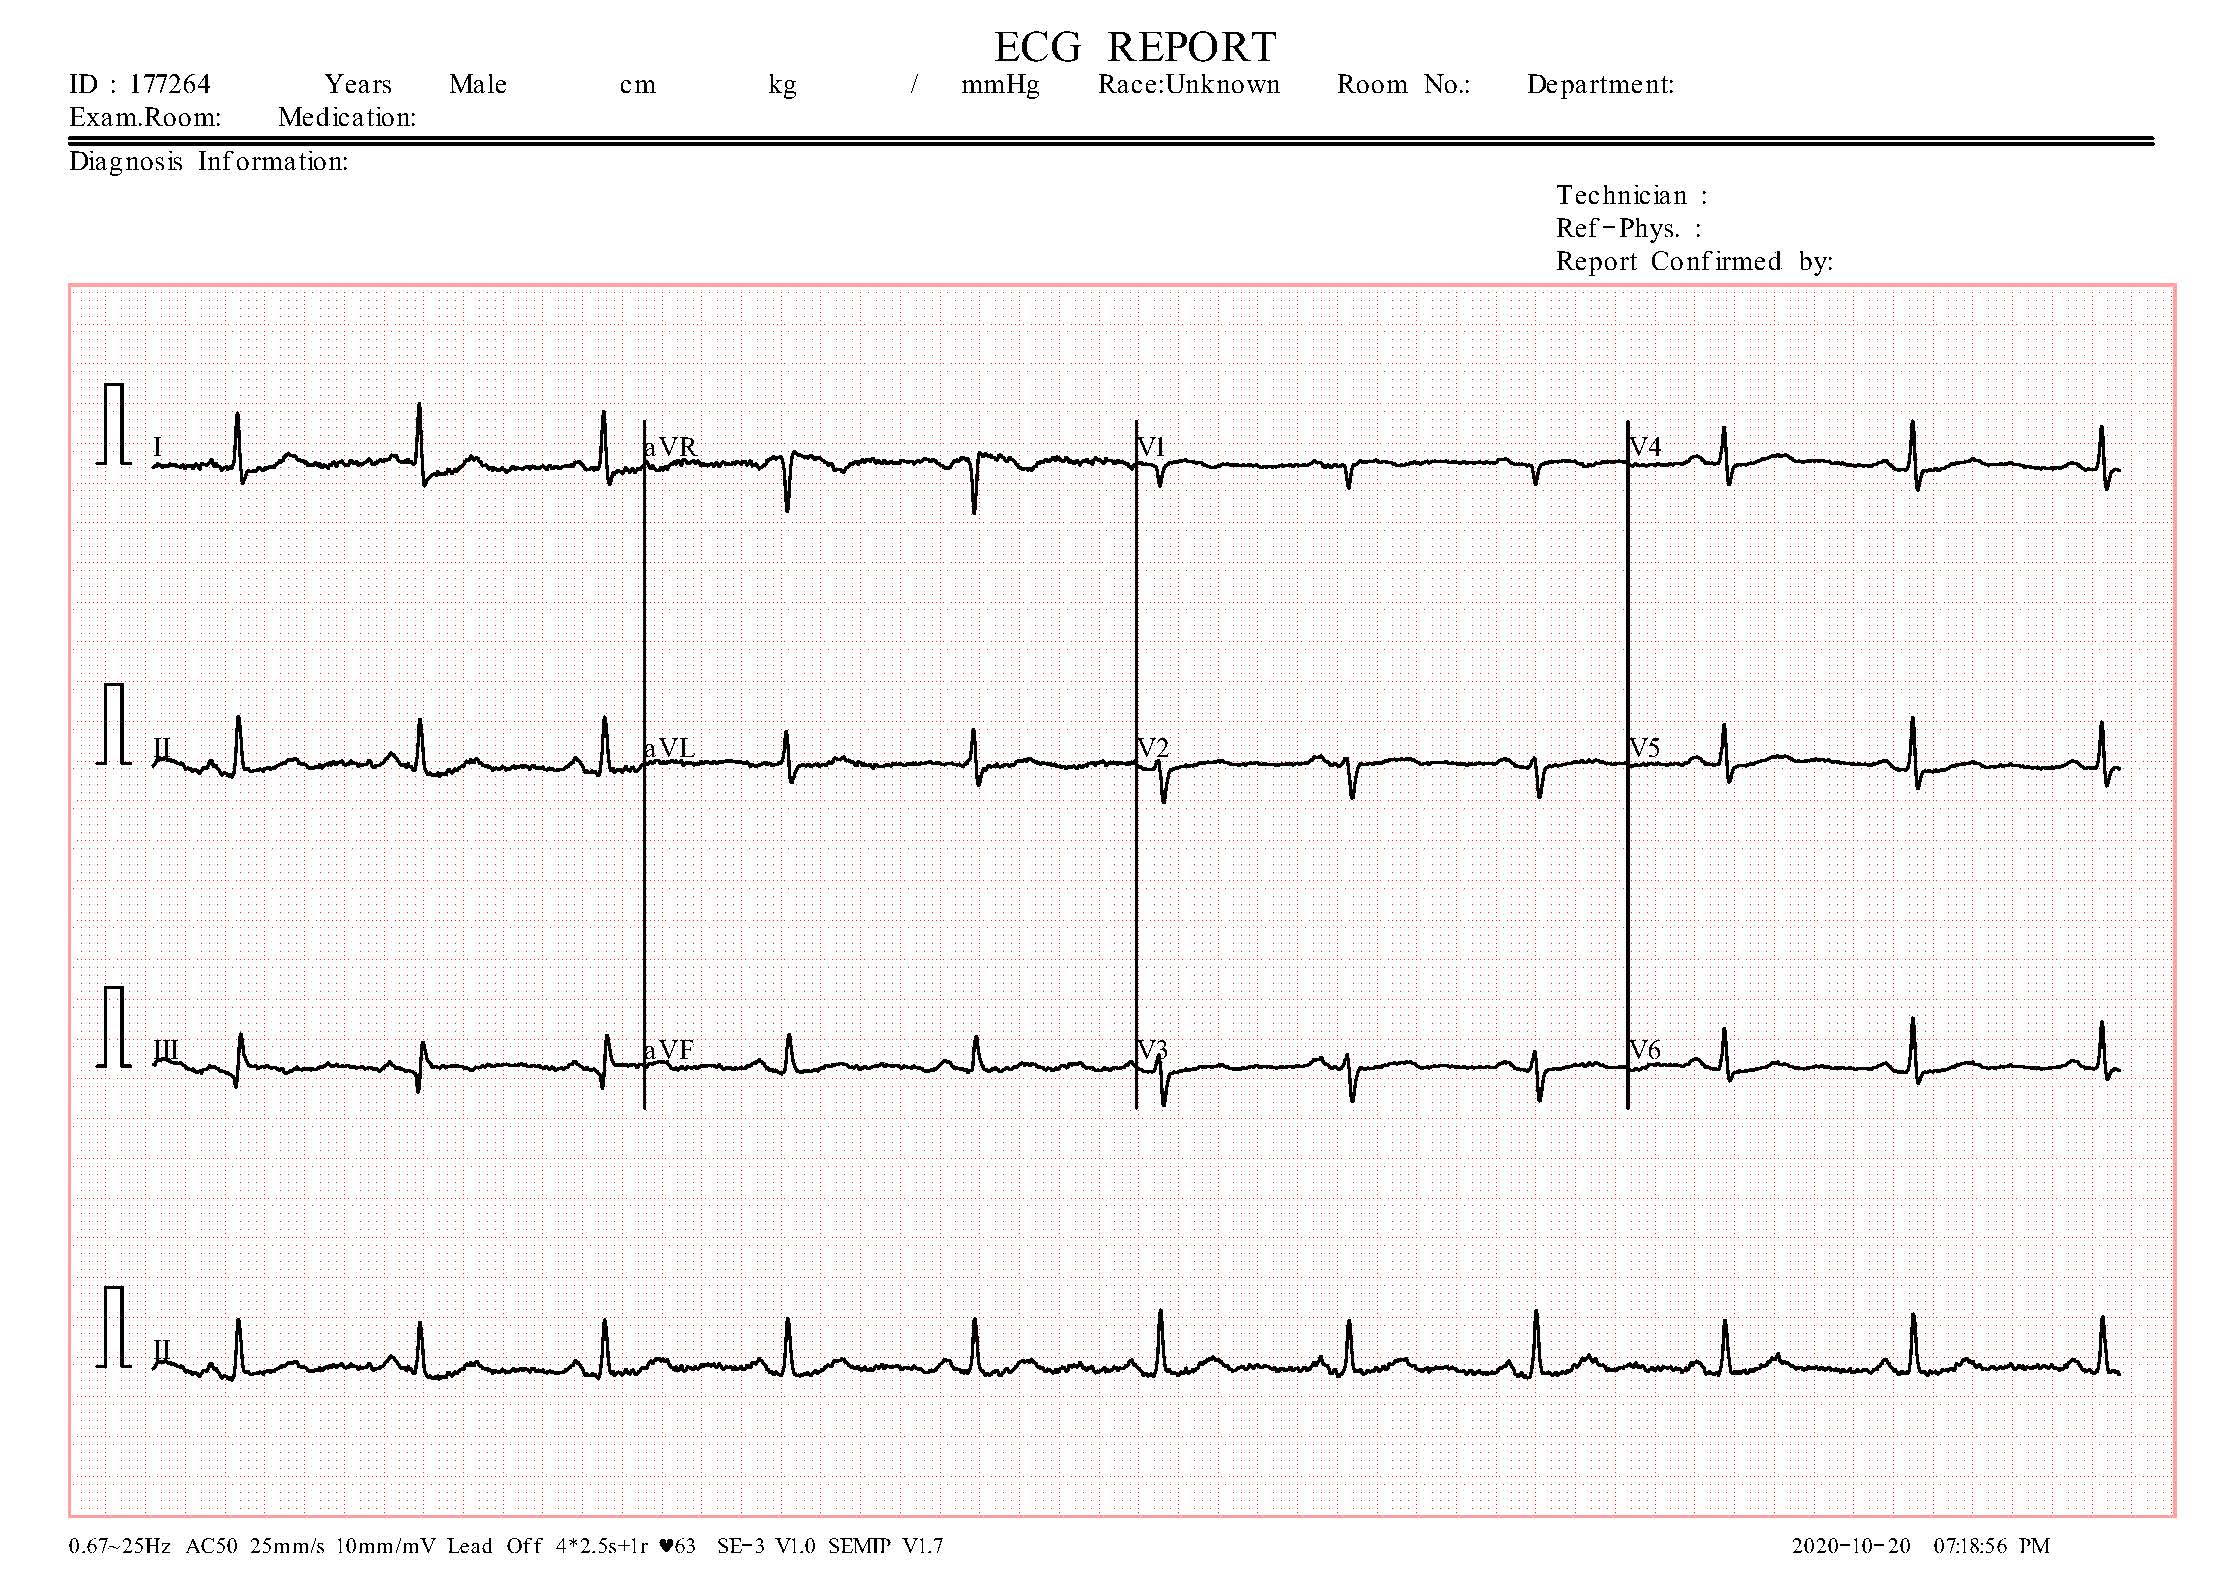 ECG REPORT
ID : 177264 Years Male cm kg / mmHg Race:Unknown Room No.: Department:
Exam.Room: Medication:
Diagnosis Information:
Technician :
Ref-Phys. :
Report Confirmed by:
I aVR V1 V4
II aVL V2 V5
III aVF V3 V6
II
0.67~25Hz AC50 25mm/s 10mm/mV Lead Off 4*2.5s+1r ♥63 SE-3 V1.0 SEMIP V1.7 2020-10-20 07:18:56 PM